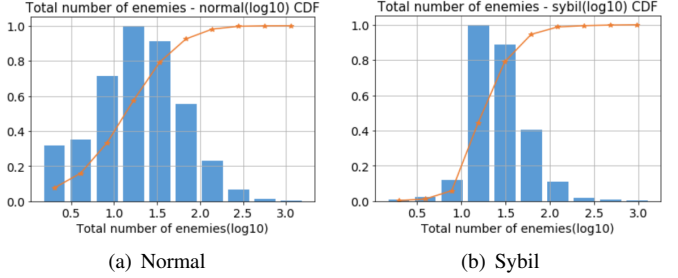 Total number of enemies - normal(log10) CDF
1.0
0.8
0.6
0.4
0.2
0.0
0.5 1.0 1.5 2.0 2.5 3.0
Total number of enemies(log10)
(a) Normal
Total number of enemies - sybil(log10) CDF
1.0
0.8
0.6
0.4
0.2
0.0
0.5 1.0 1.5 2.0 2.5 3.0
Total number of enemies(log10)
(b) Sybil